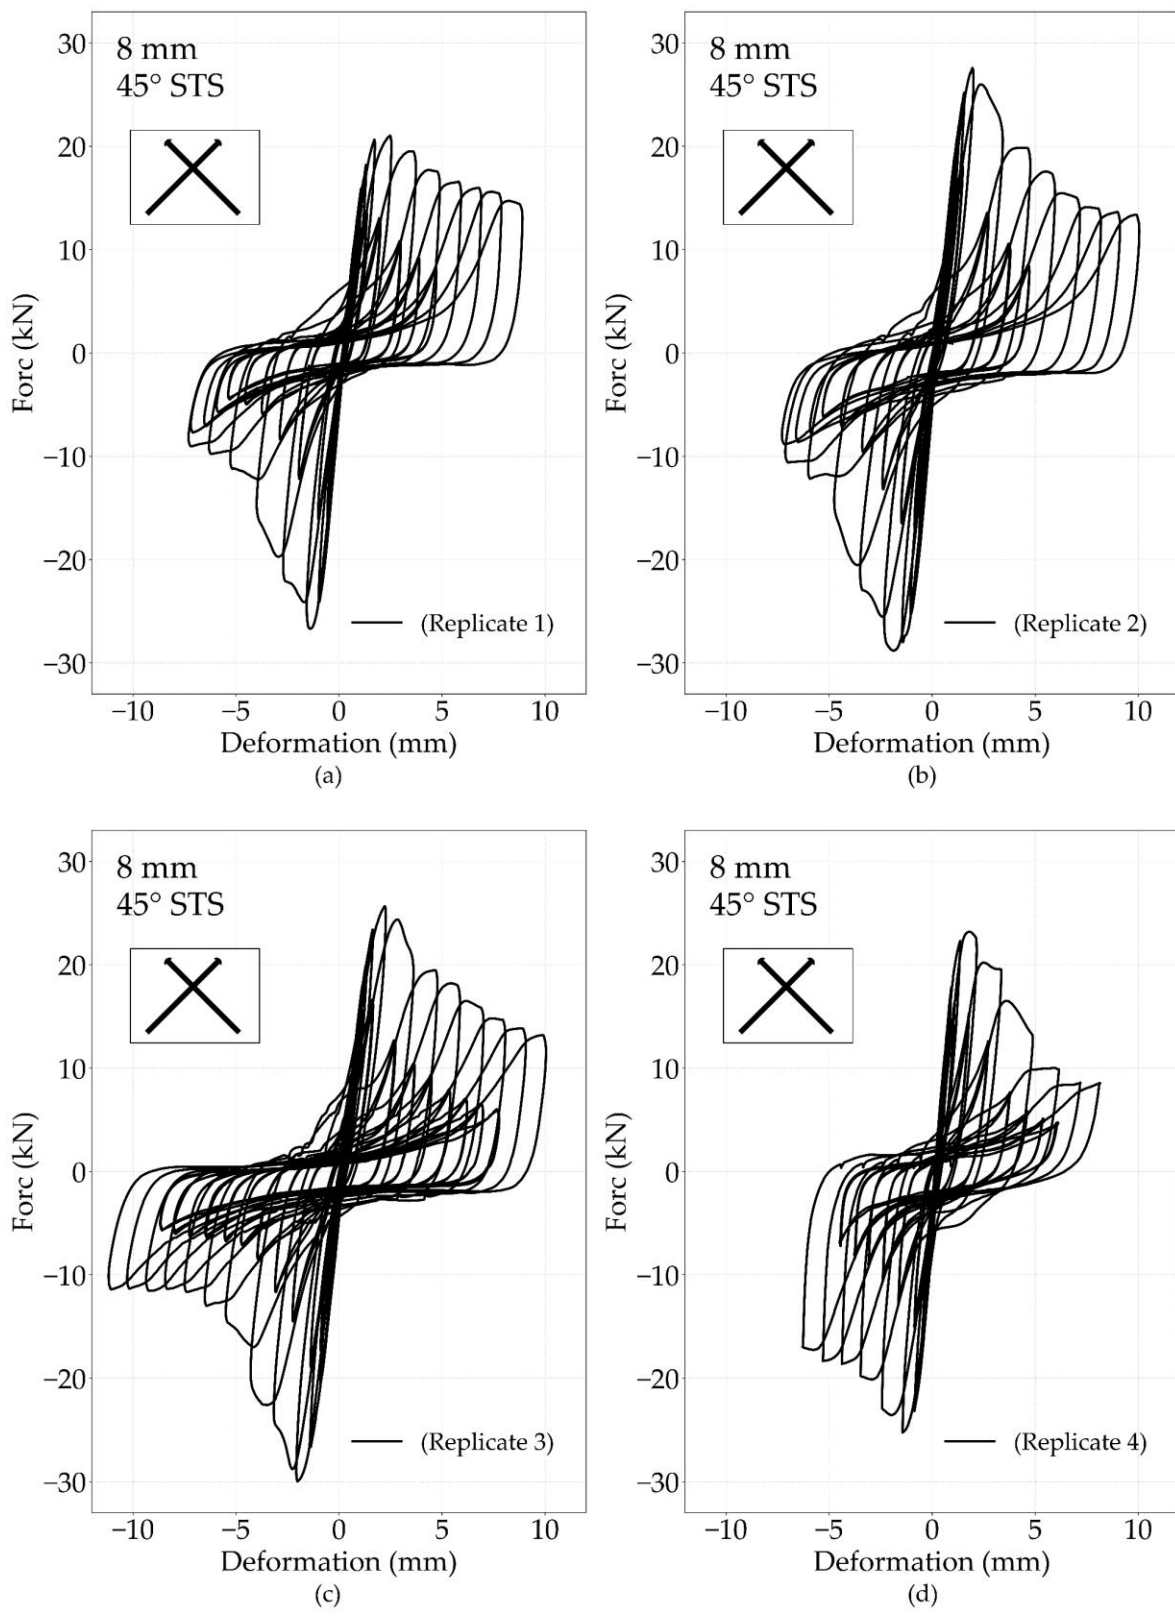 30
20
10
0
−10
−20
−30
Forc (kN)
8 mm
45° STS
(Replicate 1)
−10 −5 0 5 10
Deformation (mm)
(a)
30
20
10
0
−10
−20
−30
Forc (kN)
8 mm
45° STS
(Replicate 2)
−10 −5 0 5 10
Deformation (mm)
(b)
30
20
10
0
−10
−20
−30
Forc (kN)
8 mm
45° STS
(Replicate 3)
−10 −5 0 5 10
Deformation (mm)
(c)
30
20
10
0
−10
−20
−30
Forc (kN)
8 mm
45° STS
(Replicate 4)
−10 −5 0 5 10
Deformation (mm)
(d)